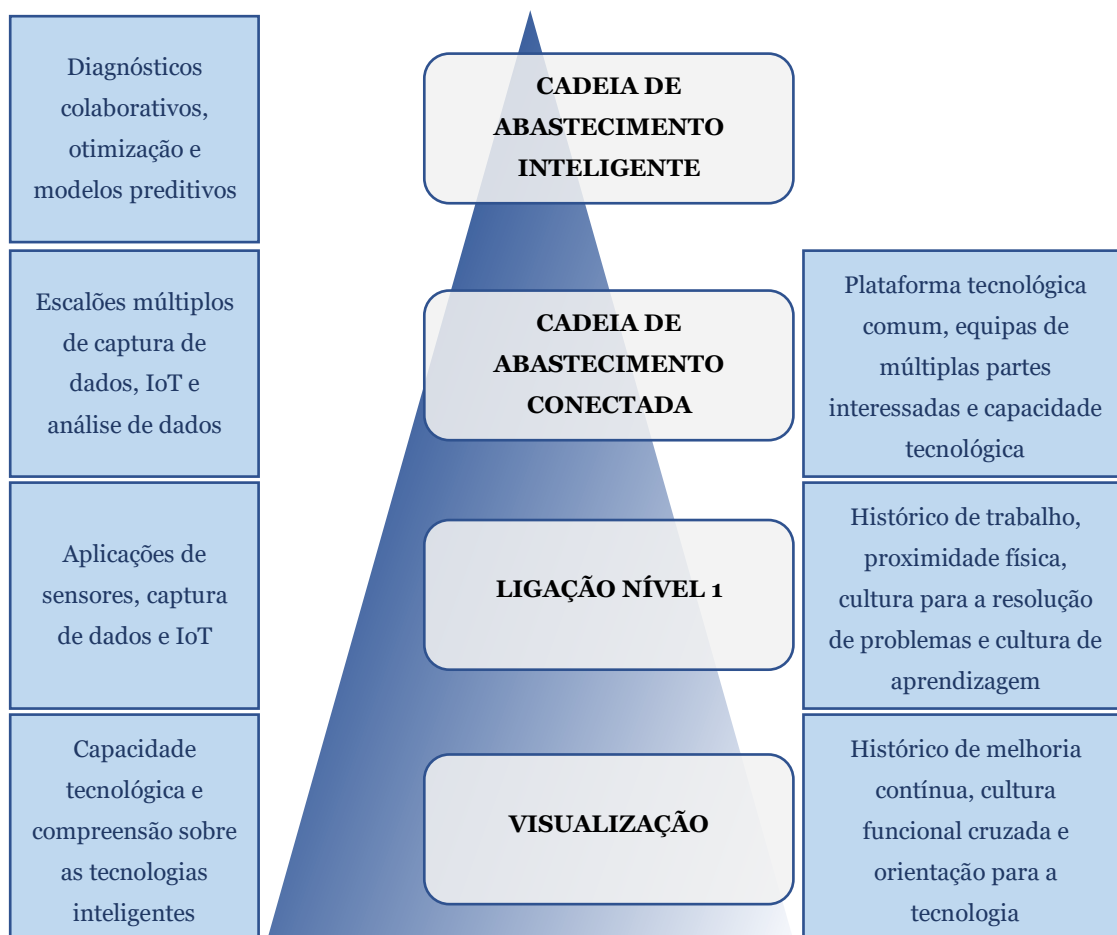 Diagnósticos
colaborativos,
otimização e
modelos preditivos
CADEIA DE
ABASTECIMENTO
INTELIGENTE
Escalões múltiplos
de captura de
dados, IoT e
análise de dados
CADEIA DE
ABASTECIMENTO
CONECTADA
Plataforma tecnológica
comum, equipas de
múltiplas partes
interessadas e capacidade
tecnológica
Aplicações de
sensores, captura
de dados e IoT
LIGAÇÃO NÍVEL 1
Histórico de trabalho,
proximidade física,
cultura para a resolução
de problemas e cultura de
aprendizagem
Capacidade
tecnológica e
compreensão sobre
as tecnologias
inteligentes
VISUALIZAÇÃO
Histórico de melhoria
contínua, cultura
funcional cruzada e
orientação para a
tecnologia